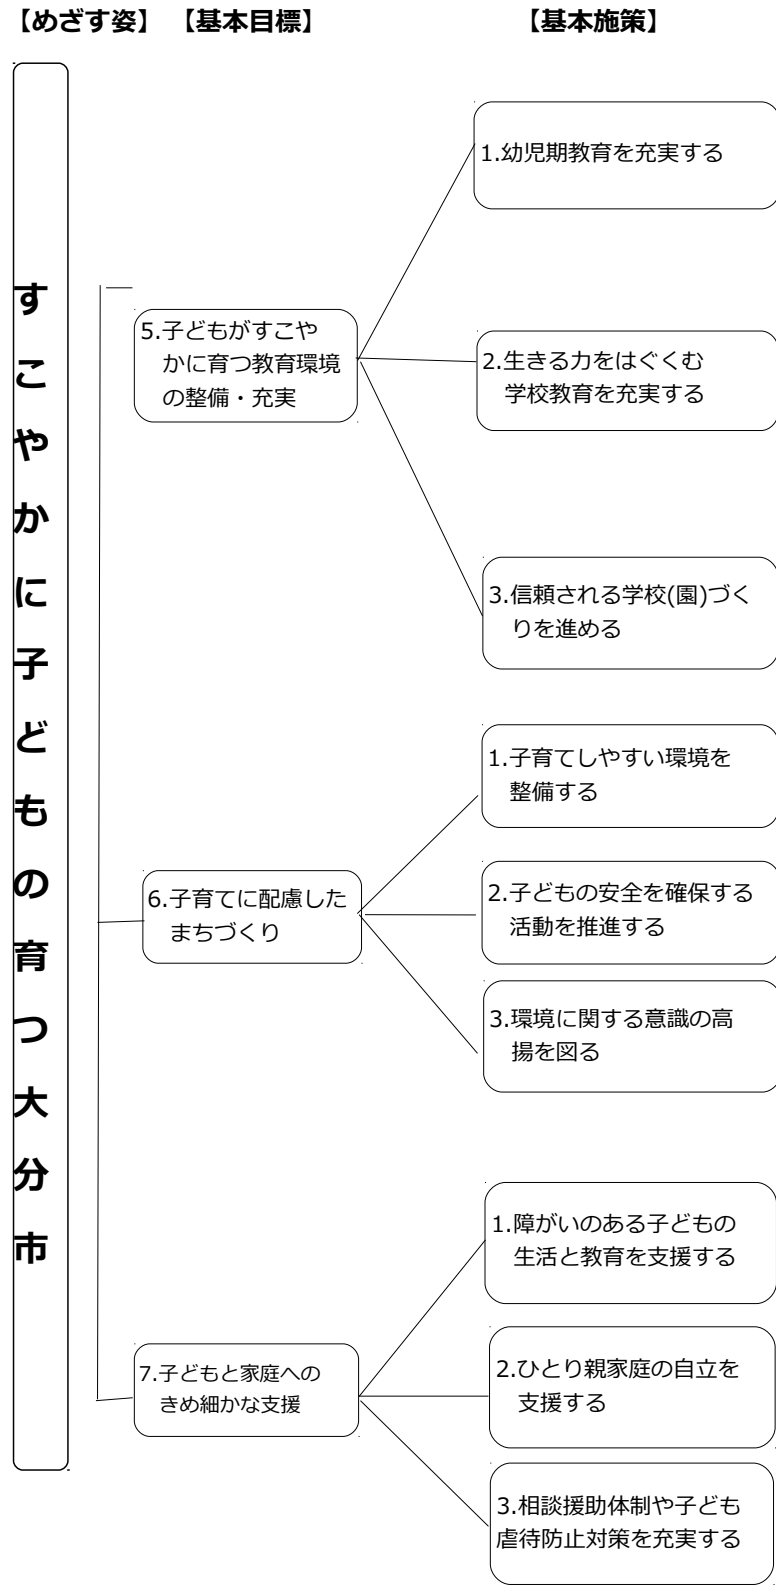 【めざす姿】 【基本目標】 【基本施策】
すこやかに子どもの育つ大分市
5.子どもがすこや
かに育つ教育環境
の整備・充実
1.幼児期教育を充実する
2.生きる力をはぐくむ
学校教育を充実する
3.信頼される学校(園)づく
りを進める
6.子育てに配慮した
まちづくり
1.子育てしやすい環境を
整備する
2.子どもの安全を確保する
活動を推進する
3.環境に関する意識の高
揚を図る
7.子どもと家庭への
きめ細かな支援
1.障がいのある子どもの
生活と教育を支援する
2.ひとり親家庭の自立を
支援する
3.相談援助体制や子ども
虐待防止対策を充実する